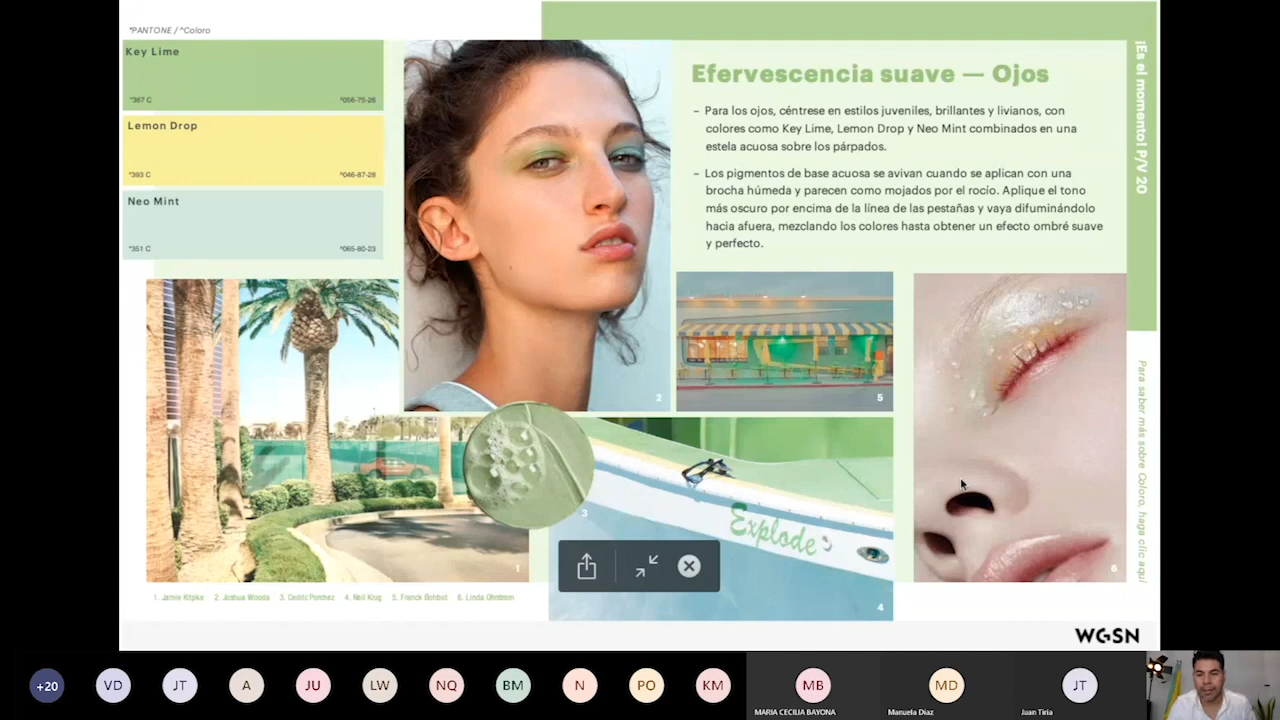 *PANTONE / ^Coloro
Key Lime
*367 C
^056-75-26
Lemon Drop
*393 C
^046-87-28
Neo Mint
*351 C
^065-80-23
Efervescencia suave — Ojos
– Para los ojos, céntrese en estilos juveniles, brillantes y livianos, con
colores como Key Lime, Lemon Drop y Neo Mint combinados en una
estela acuosa sobre los párpados.
– Los pigmentos de base acuosa se avivan cuando se aplican con una
brocha húmeda y parecen como mojados por el rocío. Aplique el tono
más oscuro por encima de la línea de las pestañas y vaya difuminándolo
hacia afuera, mezclando los colores hasta obtener un efecto ombré suave
y perfecto.
¡Es el momento! P/V 20
Para saber más sobre Coloro, haga clic aquí
2
5
3
Explode
1
4
6
1. Jamie Kripke 2. Joshua Woods 3. Cedric Porchez 4. Neil Krug 5. Franck Bohbot 6. Linda Ohrstrom
WGSN
+20
VD
JT
A
JU
LW
NQ
BM
N
PO
KM
MB
MARIA CECILIA BAYONA
MD
Manuela Diaz
JT
Juan Tiria